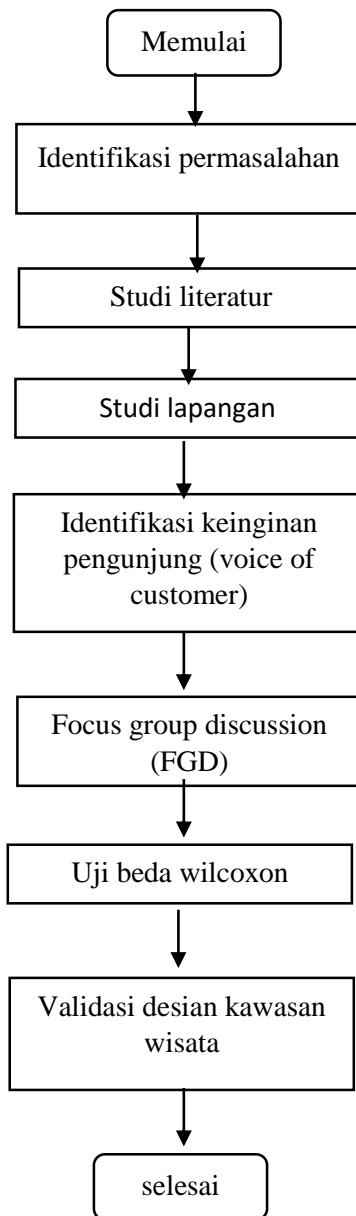 Memulai
Identifikasi permasalahan
Studi literatur
Studi lapangan
Identifikasi keinginan
pengunjung (voice of
customer)
Focus group discussion
(FGD)
Uji beda wilcoxon
Validasi desian kawasan
wisata
selesai